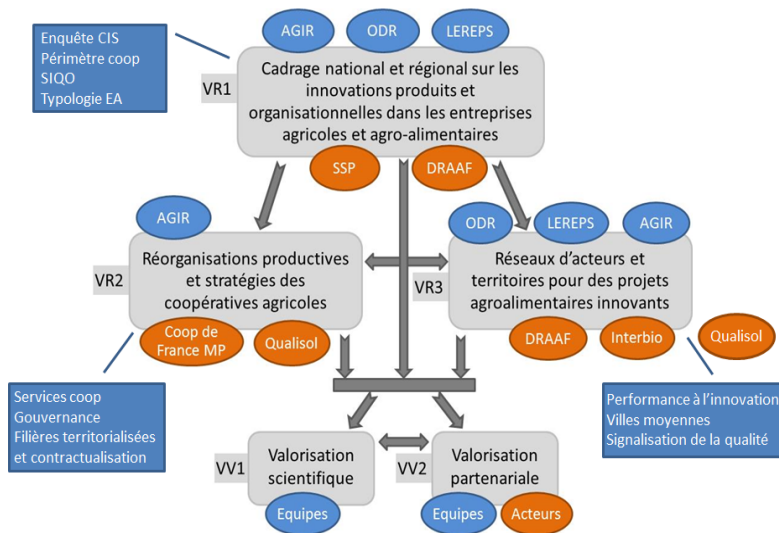 AGIR ODR LEREPS
Enquête CIS
Périmètre coop
SIQO
Typologie EA
VR1
Cadrage national et régional sur les
innovations produits et
organisationnelles dans les entreprises
agricoles et agro-alimentaires
SSP DRAAF
AGIR
VR2
Réorganisations productives
et stratégies des
coopératives agricoles
Coop de
France MP
Qualisol
ODR LEREPS AGIR
VR3
Réseaux d'acteurs et
territoires pour des projets
agroalimentaires innovants
DRAAF Interbio Qualisol
Services coop
Gouvernance
Filières territorialisées
et contractualisation
Performance à l'innovation
Villes moyennes
Signalisation de la qualité
VV1
Valorisation
scientifique
Equipes
VV2
Valorisation
partenariale
Equipes Acteurs